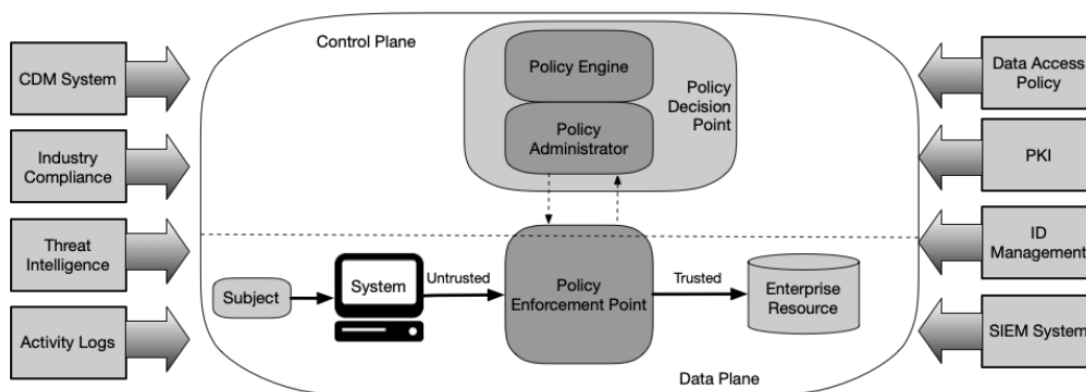 Control Plane
CDM System
Industry
Compliance
Threat
Intelligence
Activity Logs
Policy Engine
Policy
Administrator
Policy
Decision
Point
Subject
System
Untrusted
Policy
Enforcement Point
Trusted
Enterprise
Resource
Data Plane
Data Access
Policy
PKI
ID
Management
SIEM System